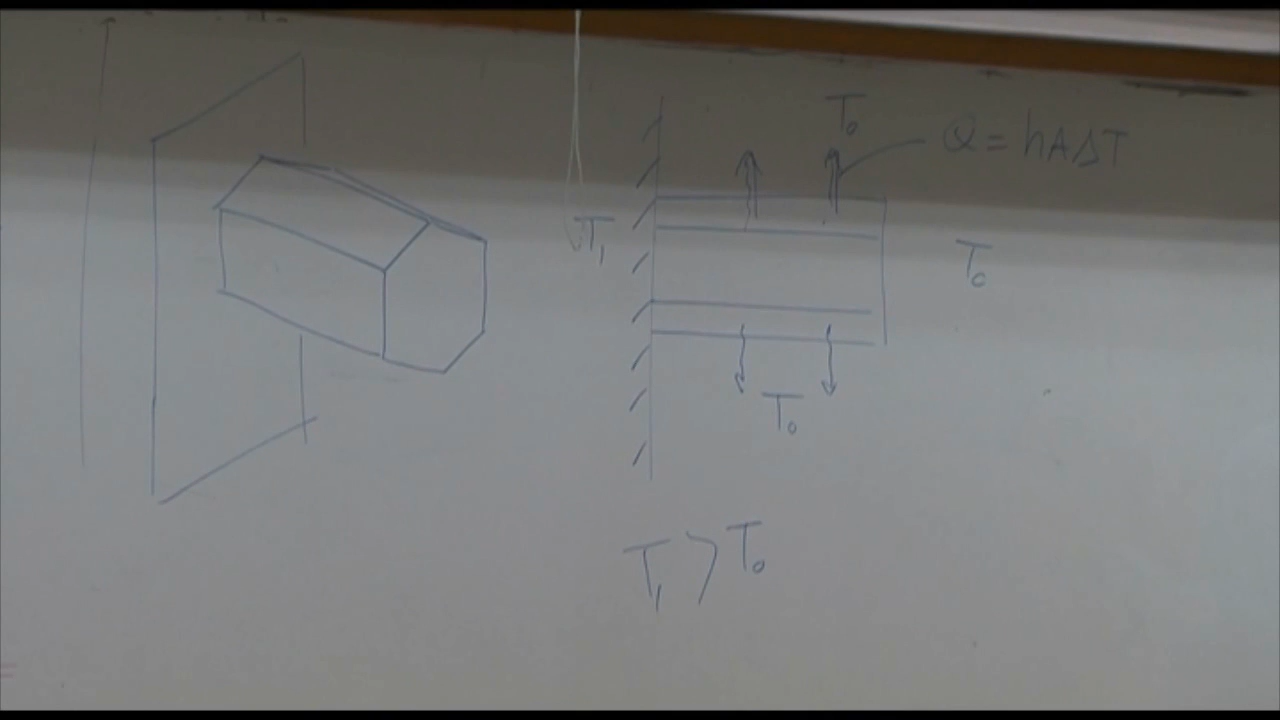 T₀
Q = hAΔT
T₁
T₀
T₀
T₁ > T₀